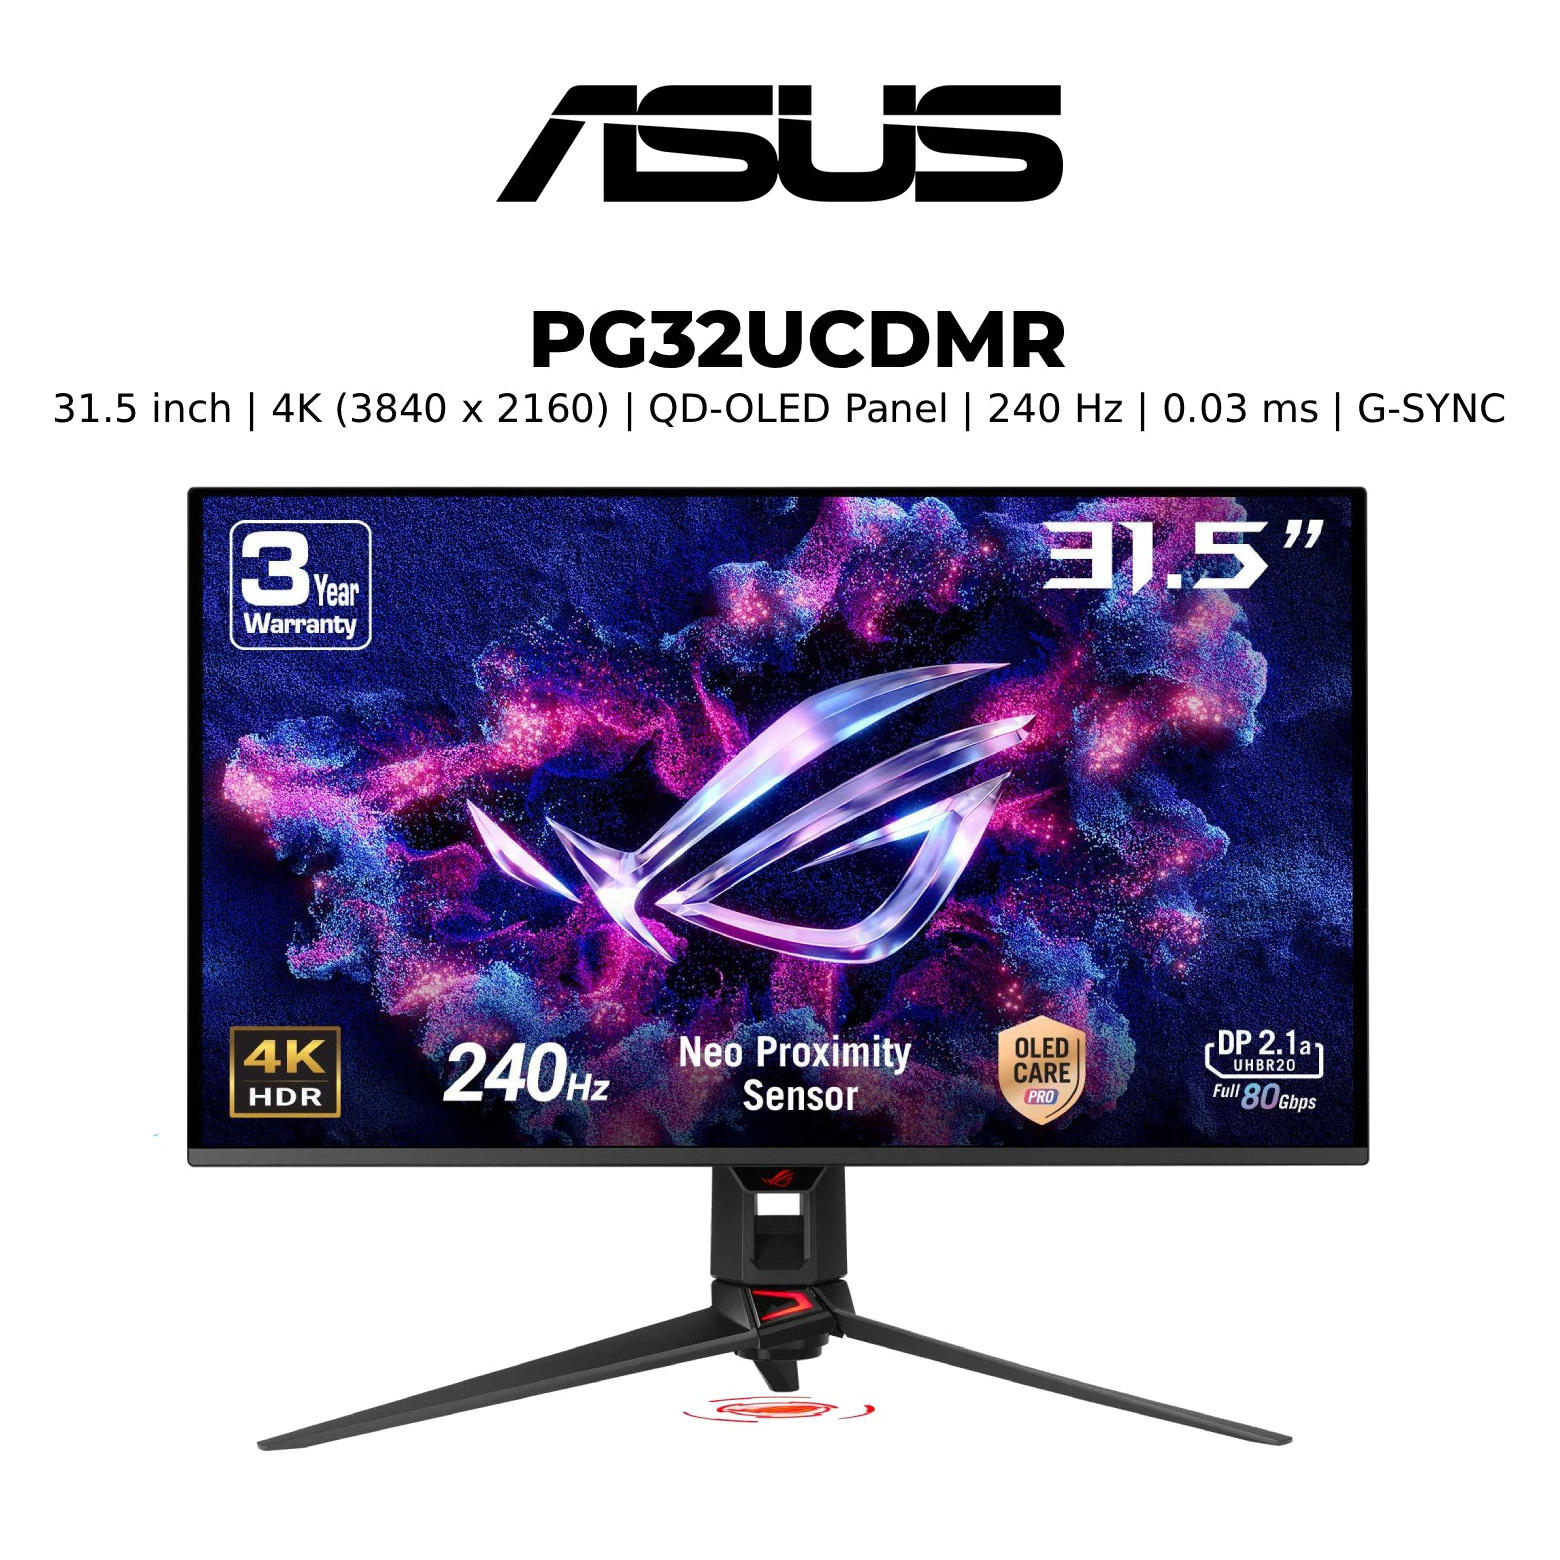 ASUS
PG32UCDMR
31.5 inch | 4K (3840 x 2160) | QD-OLED Panel | 240 Hz | 0.03 ms | G-SYNC
3 Year
Warranty
31.5”
4K
HDR
240Hz
Neo Proximity
Sensor
OLED
CARE
PRO
DP 2.1a
UHBR20
Full 80Gbps